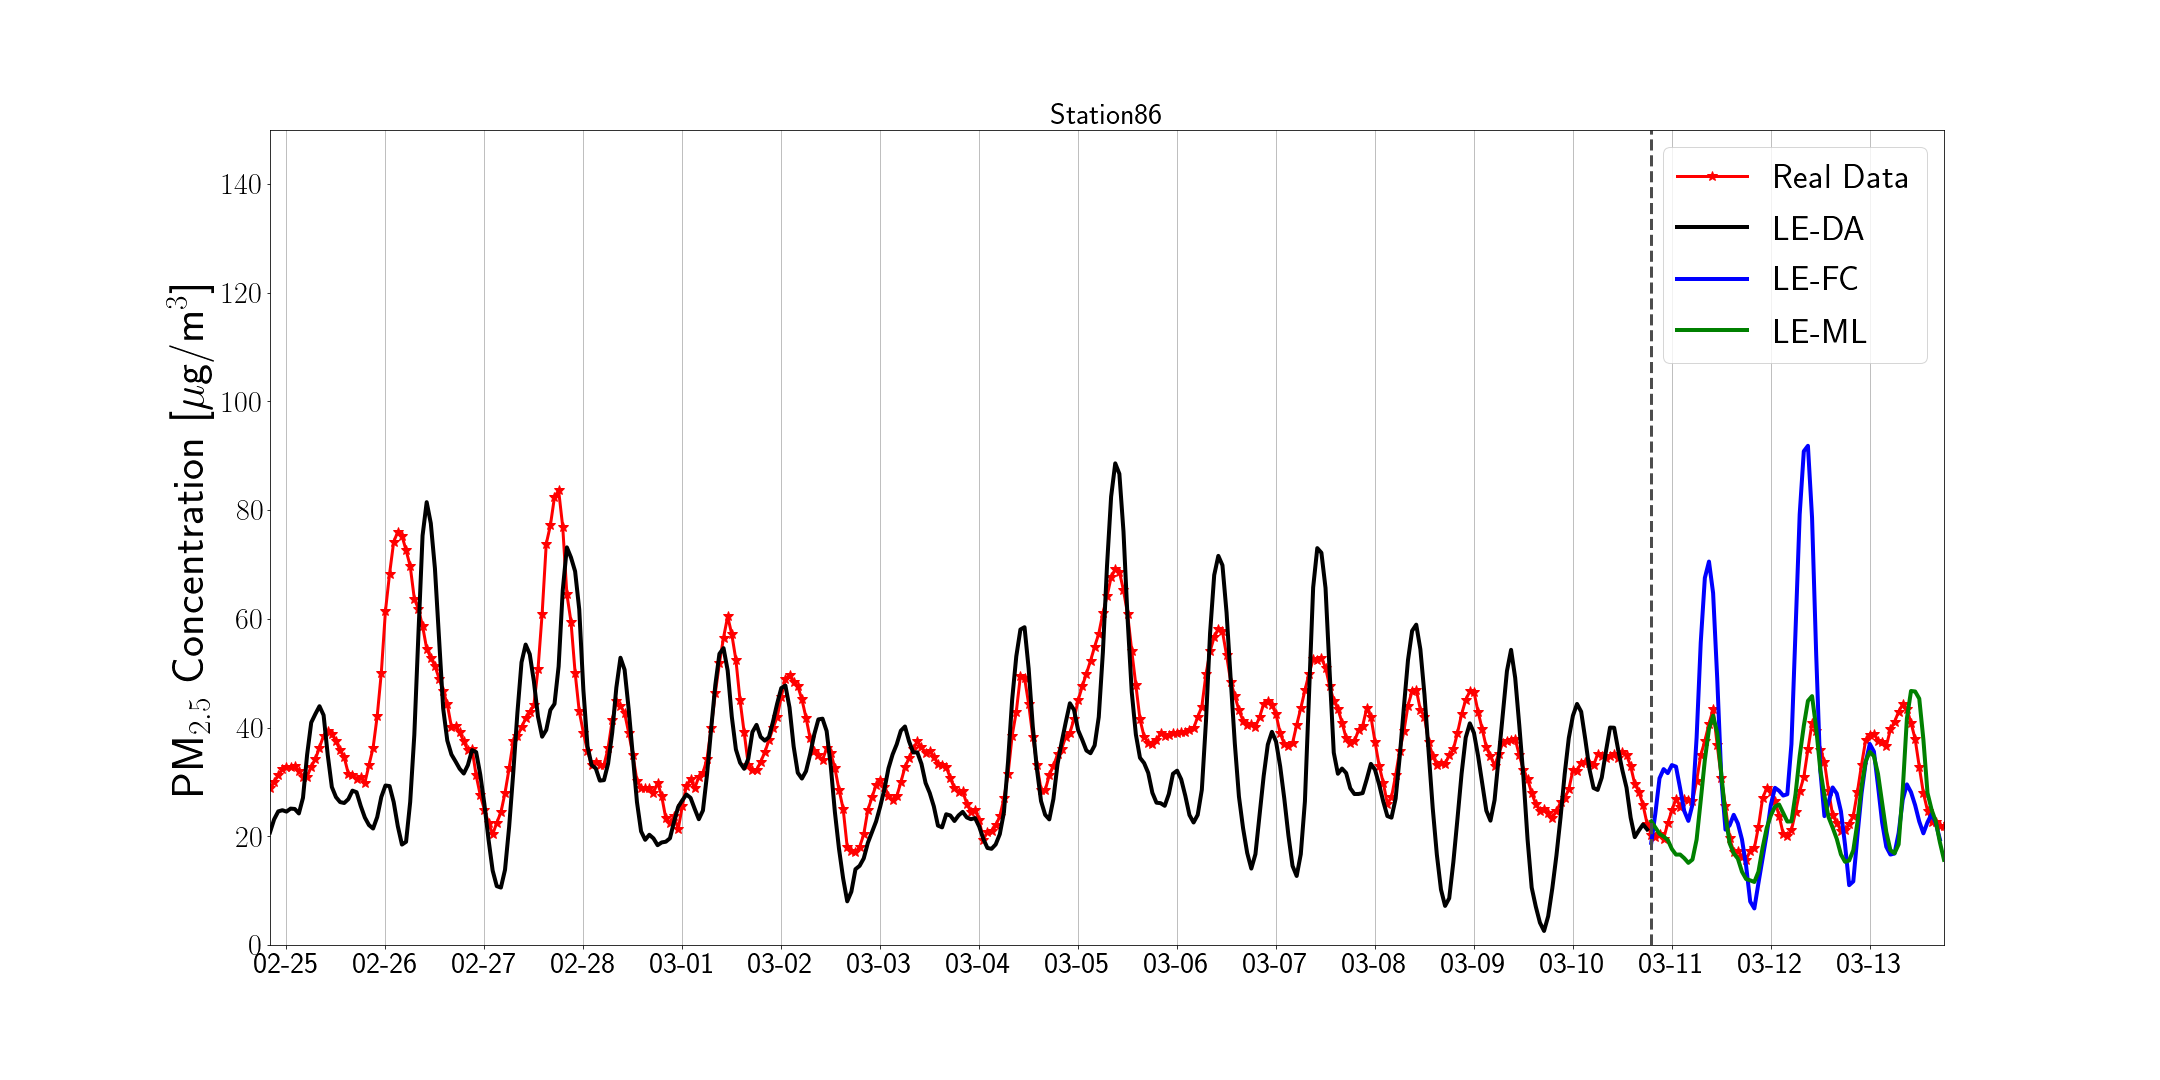 Station86
PM2.5 Concentration [μg/m³]
140
120
100
80
60
40
20
0
Real Data
LE-DA
LE-FC
LE-ML
02-25 02-26 02-27 02-28 03-01 03-02 03-03 03-04 03-05 03-06 03-07 03-08 03-09 03-10 03-11 03-12 03-13